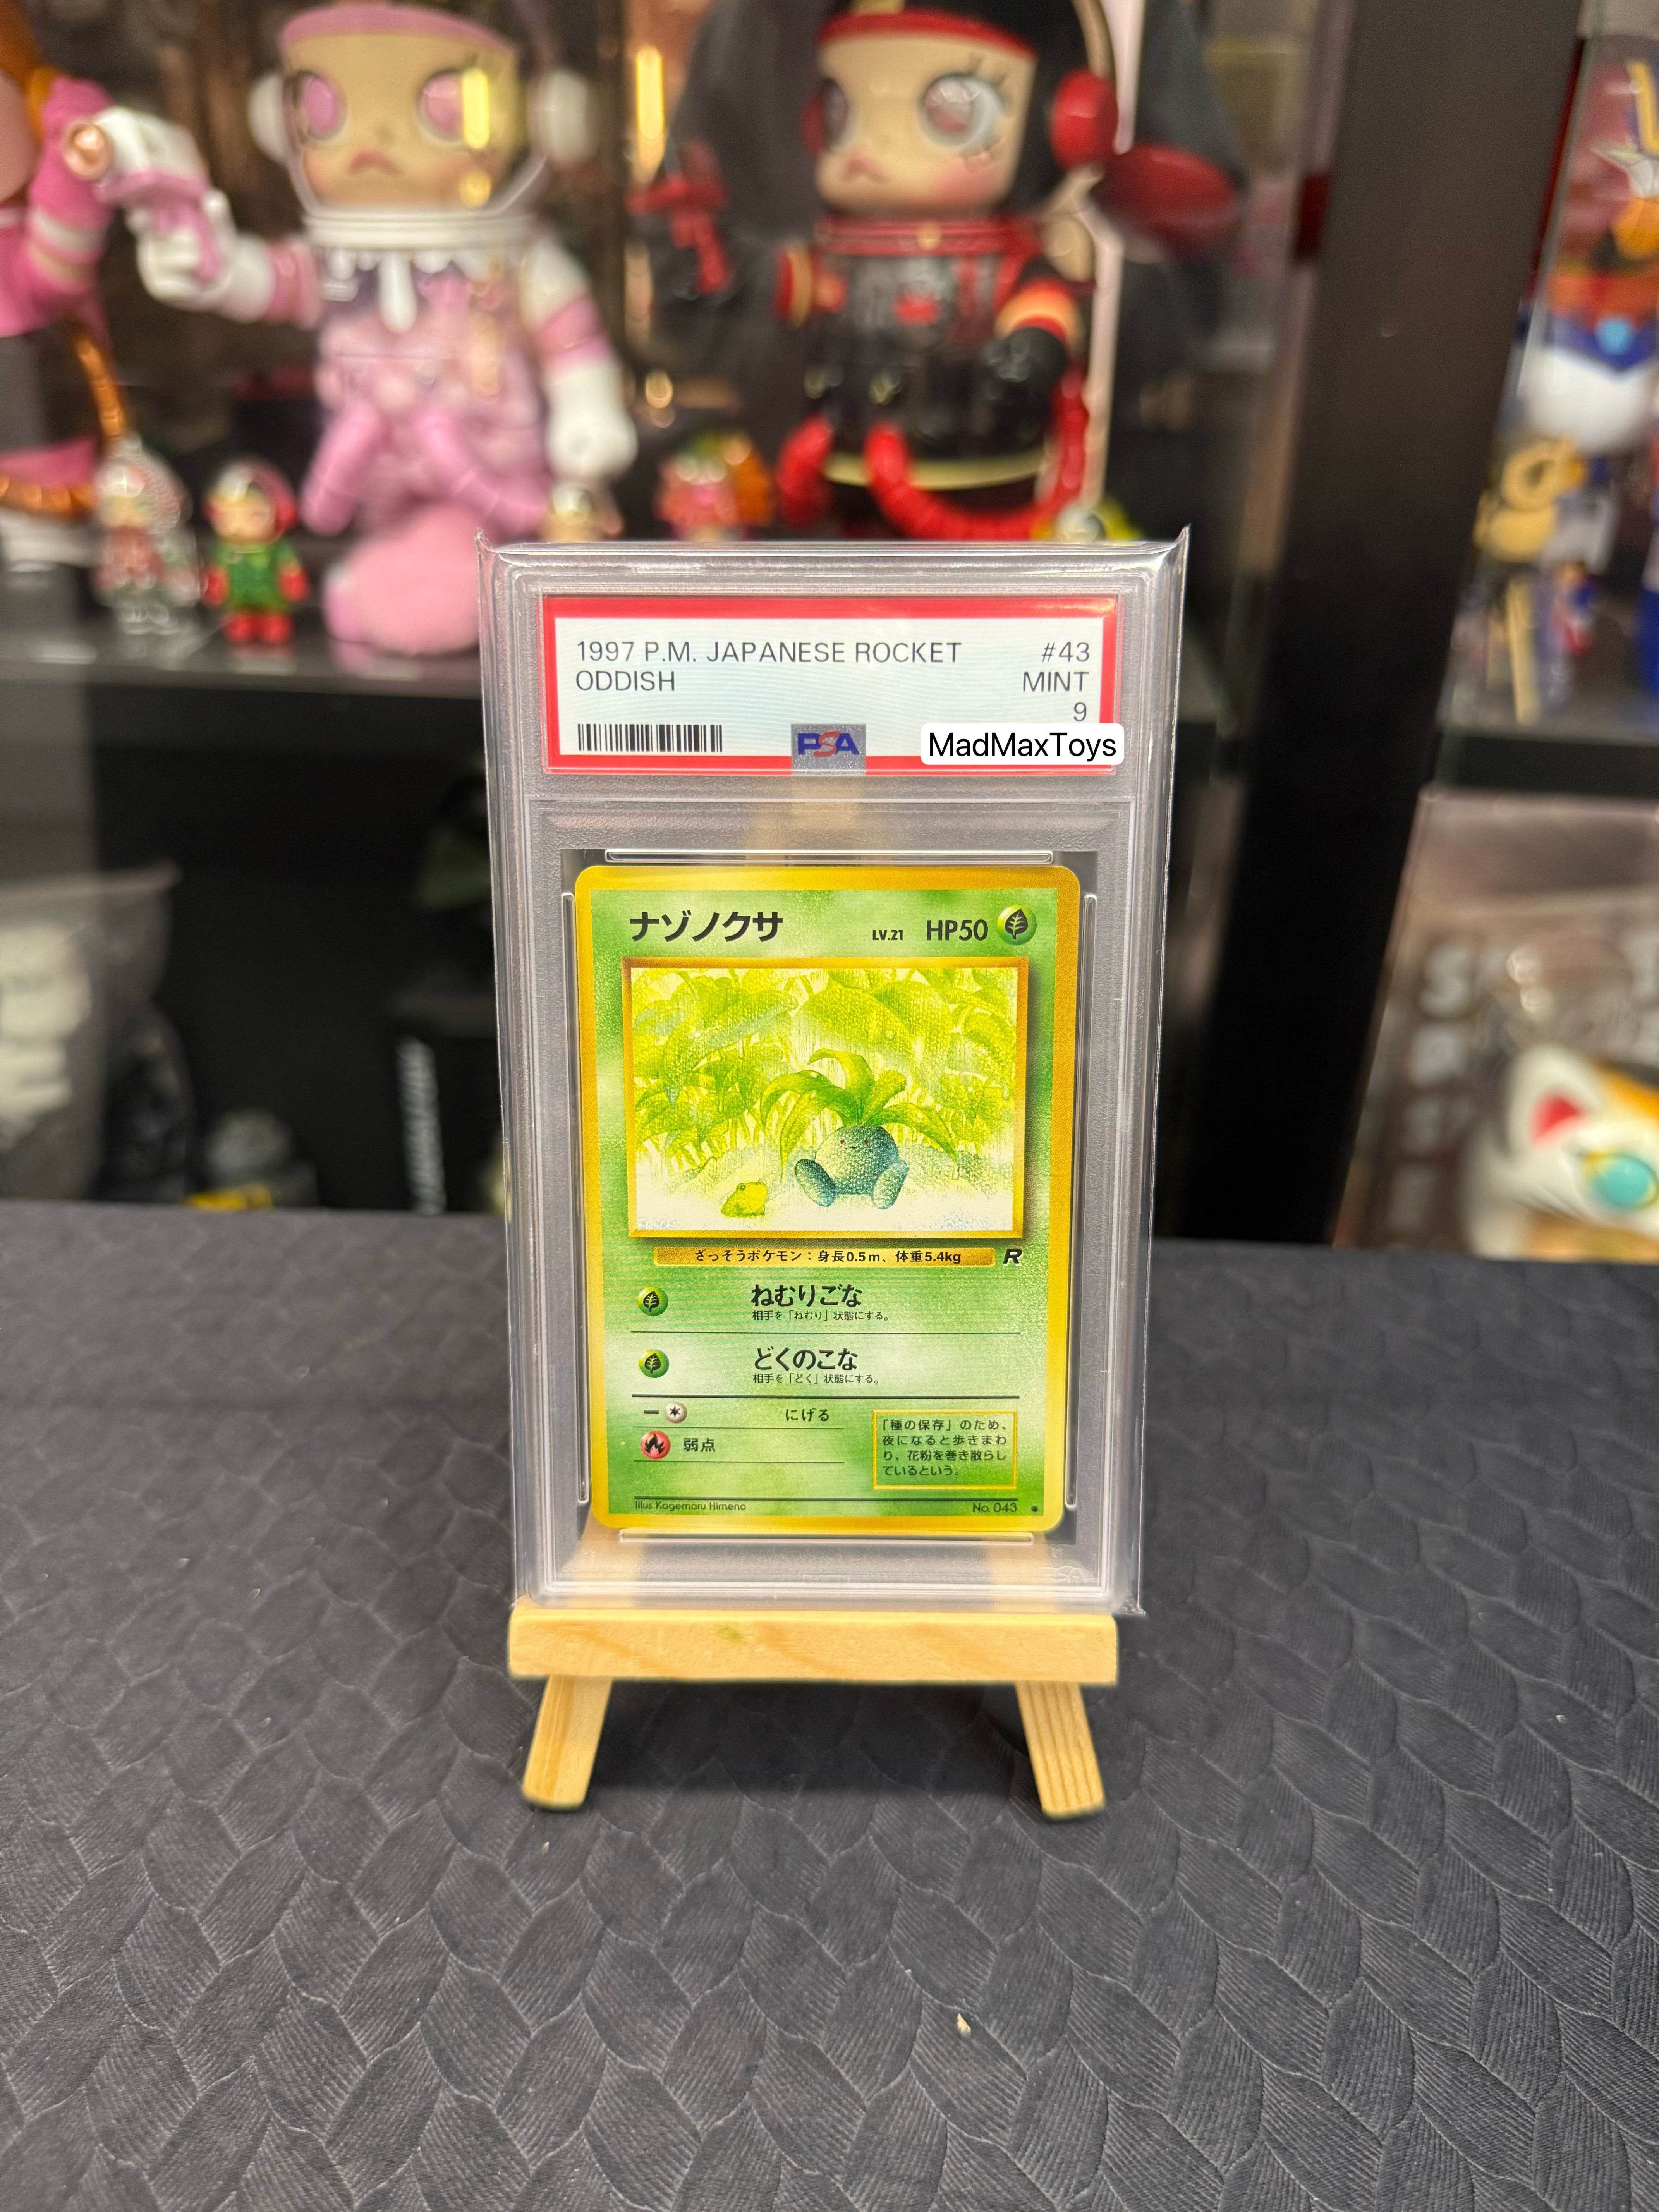 1997 P.M. JAPANESE ROCKET #43
ODDISH MINT
9
PSA
MadMaxToys
ナゾノクサ LV.21 HP50
ざっそうポケモン：身長0.5m、体重5.4kg R
ねむりごな
相手を「ねむり」状態にする。
どくのこな
相手を「どく」状態にする。
ー にげる
弱点
「種の保存」のため、
夜になると歩きまわ
り、花粉を巻き散らし
ているという。
Illus.Kagemaru Himeno No. 043